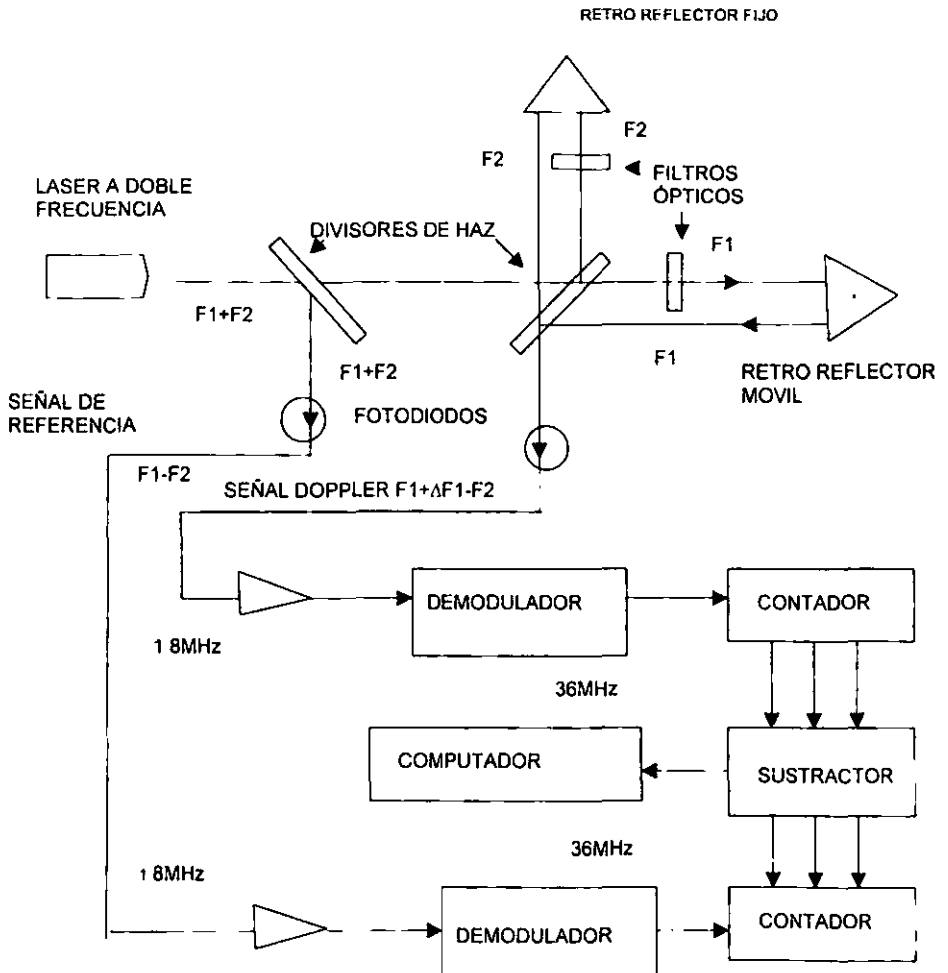 RETRO REFLECTOR FIJO
F2
F2
LASER A DOBLE
FRECUENCIA
FILTROS
ÓPTICOS
DIVISORES DE HAZ
F1
F1+F2
F1+F2
F1
RETRO REFLECTOR
MOVIL
SEÑAL DE
REFERENCIA
FOTODIODOS
F1-F2
SEÑAL DOPPLER F1+ΔF1-F2
DEMODULADOR
CONTADOR
1 8MHz
36MHz
COMPUTADOR
SUSTRACTOR
36MHz
1 8MHz
DEMODULADOR
CONTADOR